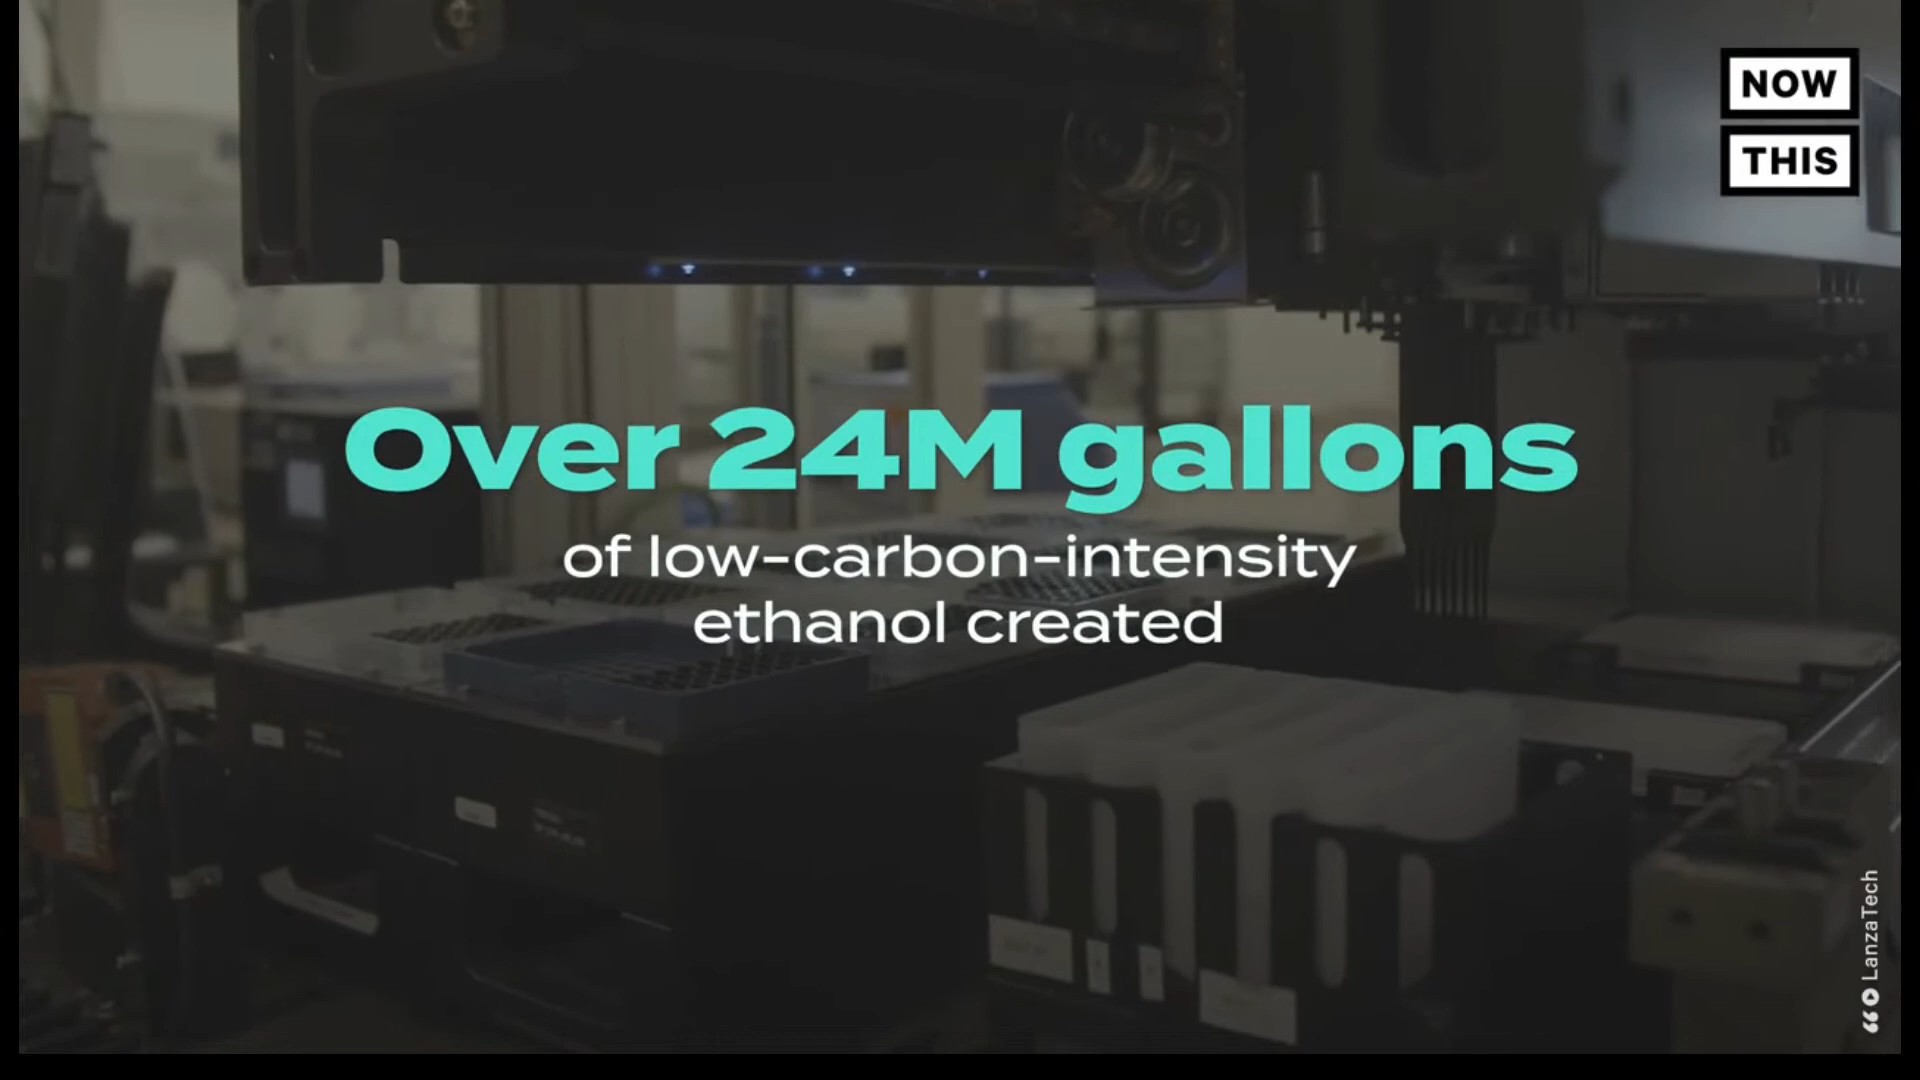 NOW
THIS
Over 24M gallons
of low-carbon-intensity
ethanol created
LanzaTech